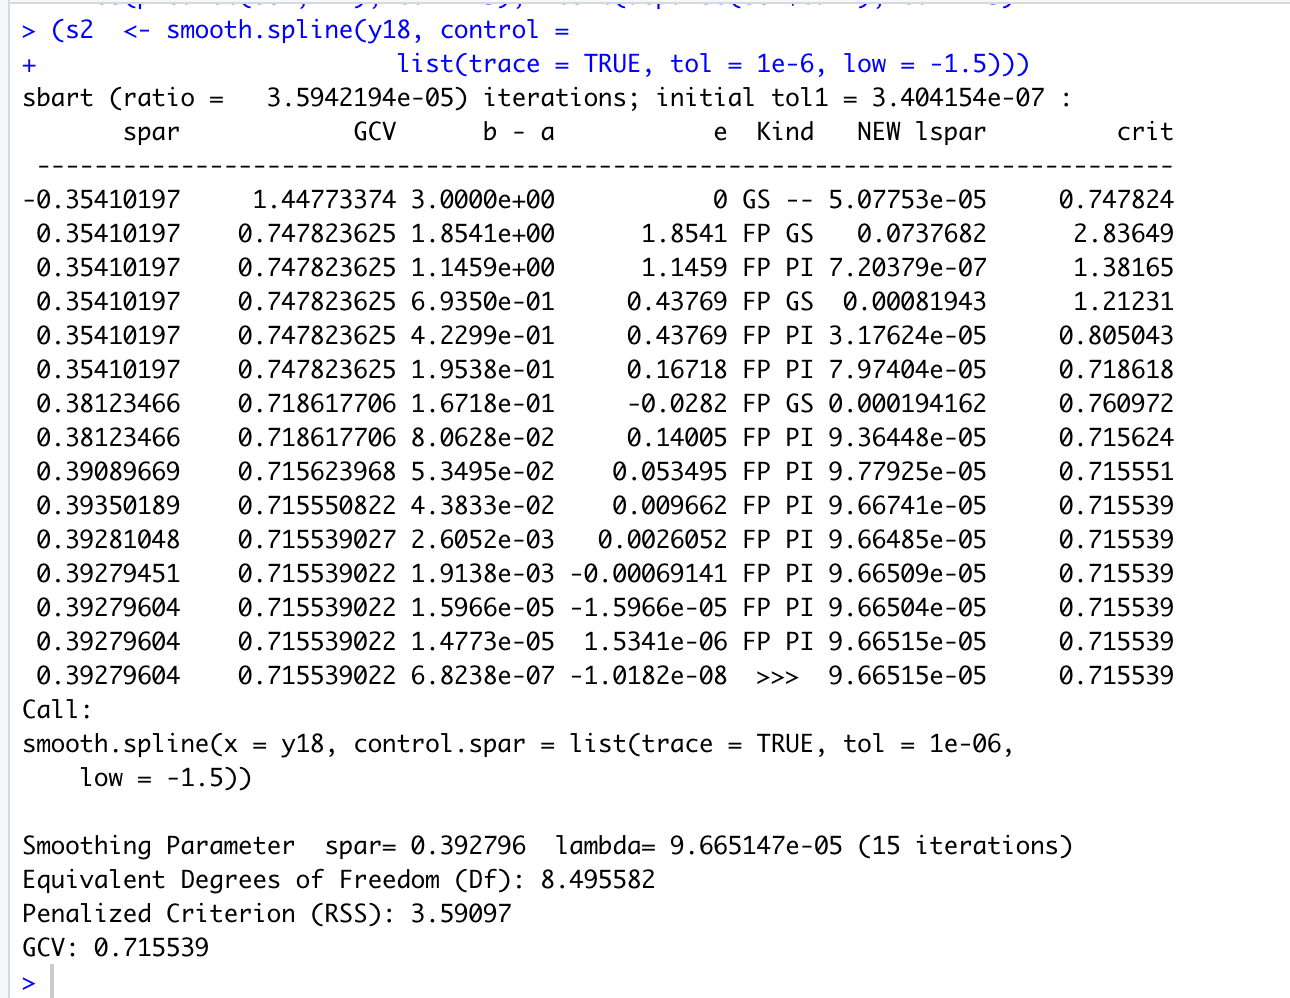 > (s2  <- smooth.spline(y18, control =
+                         list(trace = TRUE, tol = 1e-6, low = -1.5)))
sbart (ratio =   3.5942194e-05) iterations; initial tol1 = 3.404154e-07 :
       spar            GCV      b - a           e  Kind   NEW lspar         crit
 -------------------------------------------------------------------------------
-0.35410197     1.44773374 3.0000e+00           0 GS -- 5.07753e-05     0.747824
 0.35410197    0.747823625 1.8541e+00      1.8541 FP GS   0.0737682      2.83649
 0.35410197    0.747823625 1.1459e+00      1.1459 FP PI 7.20379e-07      1.38165
 0.35410197    0.747823625 6.9350e-01     0.43769 FP GS  0.00081943      1.21231
 0.35410197    0.747823625 4.2299e-01     0.43769 FP PI 3.17624e-05     0.805043
 0.35410197    0.747823625 1.9538e-01     0.16718 FP PI 7.97404e-05     0.718618
 0.38123466    0.718617706 1.6718e-01     -0.0282 FP GS 0.000194162     0.760972
 0.38123466    0.718617706 8.0628e-02     0.14005 FP PI 9.36448e-05     0.715624
 0.39089669    0.715623968 5.3495e-02    0.053495 FP PI 9.77925e-05     0.715551
 0.39350189    0.715550822 4.3833e-02    0.009662 FP PI 9.66741e-05     0.715539
 0.39281048    0.715539027 2.6052e-03   0.0026052 FP PI 9.66485e-05     0.715539
 0.39279451    0.715539022 1.9138e-03 -0.00069141 FP PI 9.66509e-05     0.715539
 0.39279604    0.715539022 1.5966e-05 -1.5966e-05 FP PI 9.66504e-05     0.715539
 0.39279604    0.715539022 1.4773e-05  1.5341e-06 FP PI 9.66515e-05     0.715539
 0.39279604    0.715539022 6.8238e-07 -1.0182e-08  >>>  9.66515e-05     0.715539
Call:
smooth.spline(x = y18, control.spar = list(trace = TRUE, tol = 1e-06,
    low = -1.5))
Smoothing Parameter  spar= 0.392796  lambda= 9.665147e-05 (15 iterations)
Equivalent Degrees of Freedom (Df): 8.495582
Penalized Criterion (RSS): 3.59097
GCV: 0.715539
>